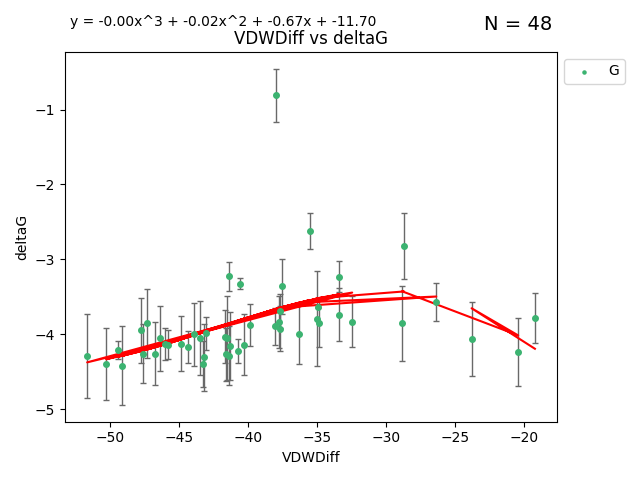 y = -0.00x^3 + -0.02x^2 + -0.67x + -11.70
N = 48
VDWDiff vs deltaG
G
deltaG
−1
−2
−3
−4
−5
−50
−45
−40
−35
−30
−25
−20
VDWDiff